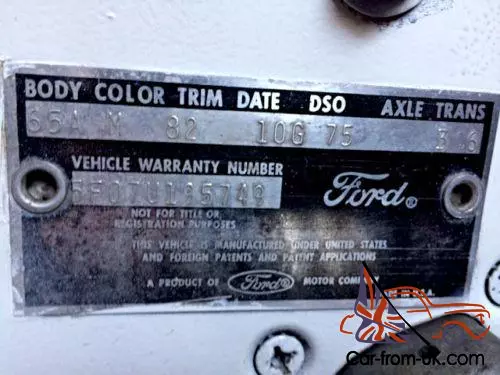 BODY COLOR TRIM DATE DSO AXLE TRANS
65A M 82 10G 75 3 6
VEHICLE WARRANTY NUMBER
5F07U195749
Ford®
NOT FOR TITLE OR
REGISTRATION PURPOSES
THIS VEHICLE IS MANUFACTURED UNDER UNITED STATES
AND FOREIGN PATENTS AND PATENT APPLICATIONS
A PRODUCT OF Ford® MOTOR COMPANY
IN U.S.A.
Car-from-uk.com